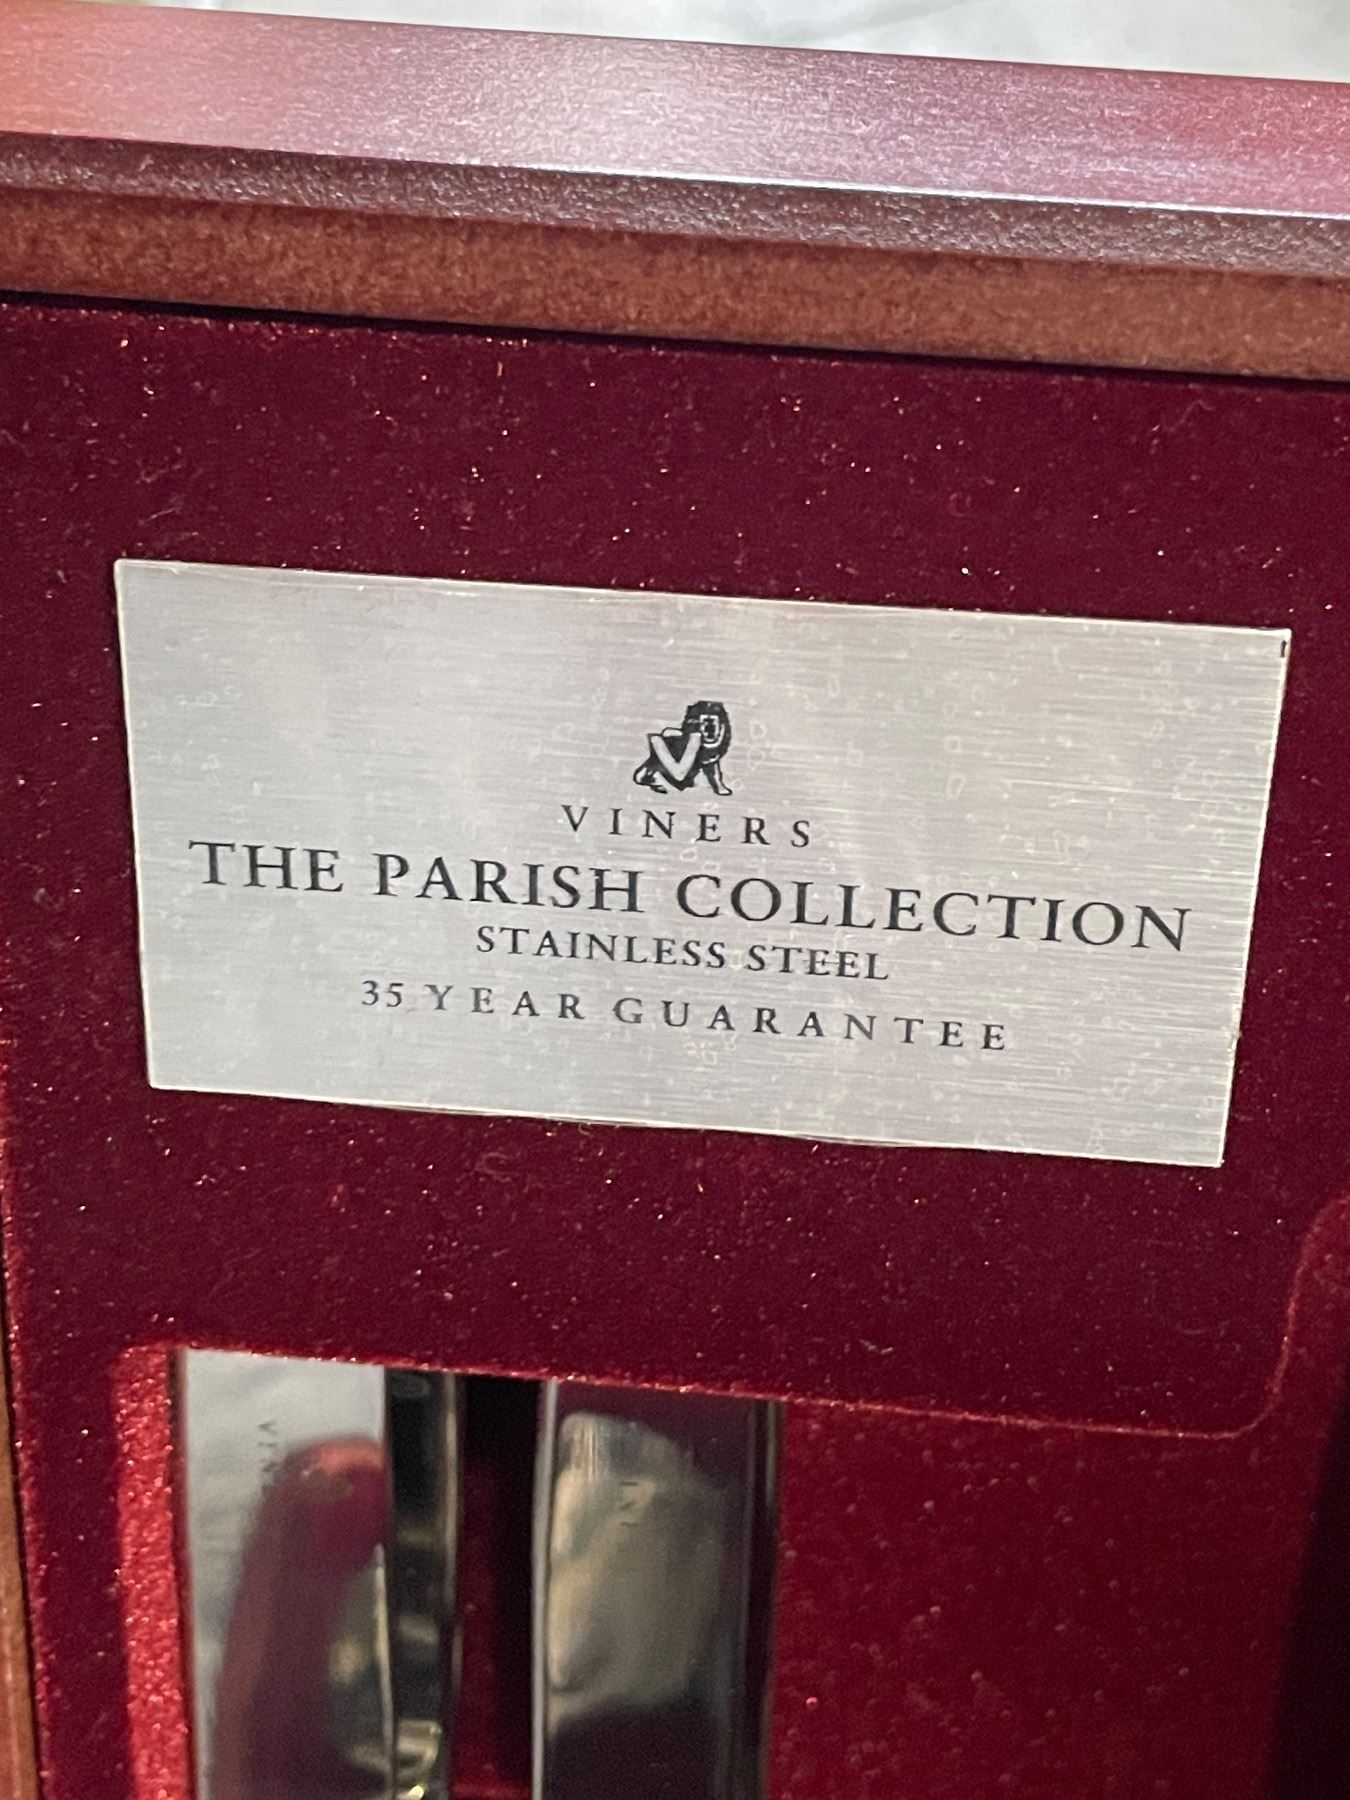 V
VINERS
THE PARISH COLLECTION
STAINLESS STEEL
35 YEAR GUARANTEE